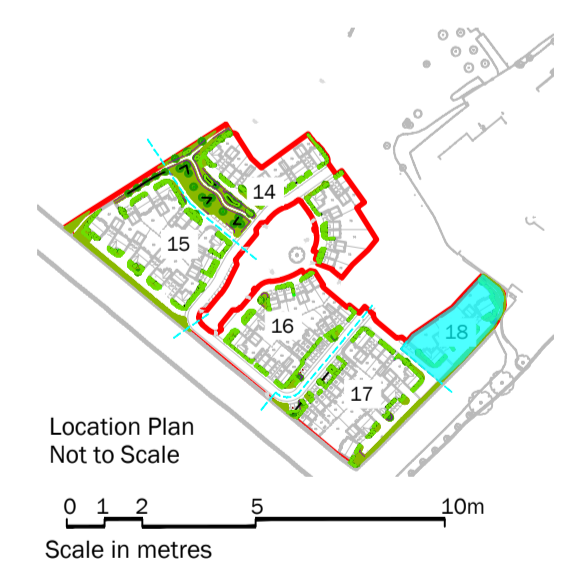 14
15
18
16
17
Location Plan
Not to Scale
0 1 2 5 10m
Scale in metres